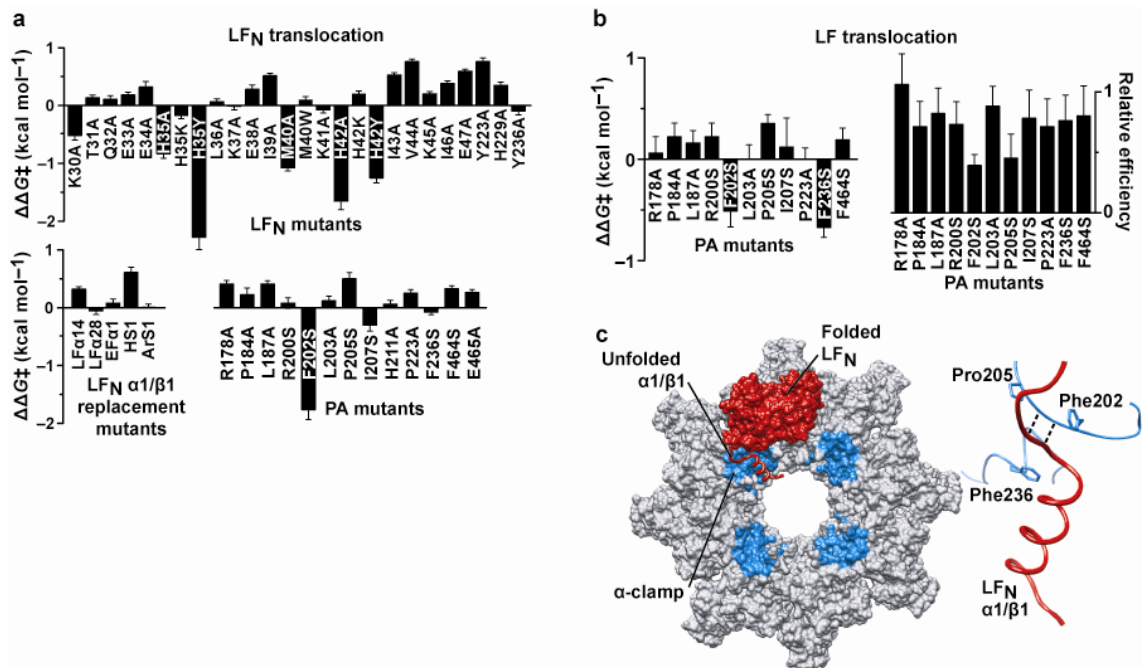 a
LFN translocation
ΔΔG‡ (kcal mol−1)
1
0
−1
−2
K30A
T31A
Q32A
E33A
E34A
H35A
H35K
H35Y
L36A
K37A
E38A
I39A
M40A
M40W
K41A
H42A
H42K
H42Y
I43A
V44A
K45A
I46A
E47A
Y223A
H229A
Y236A
LFN mutants
ΔΔG‡ (kcal mol−1)
1
0
−1
−2
LFα14
LFα28
EFα1
HS1
ArS1
LFN α1/β1
replacement
mutants
R178A
P184A
L187A
R200S
F202S
L203A
P205S
I207S
H211A
P223A
F236S
F464S
E465A
PA mutants
b
LF translocation
ΔΔG‡ (kcal mol−1)
1
0
−1
R178A
P184A
L187A
R200S
F202S
L203A
P205S
I207S
P223A
F236S
F464S
PA mutants
Relative efficiency
1
0
R178A
P184A
L187A
R200S
F202S
L203A
P205S
I207S
P223A
F236S
F464S
PA mutants
c
Unfolded
α1/β1
Folded
LFN
α-clamp
Pro205
Phe202
Phe236
LFN
α1/β1